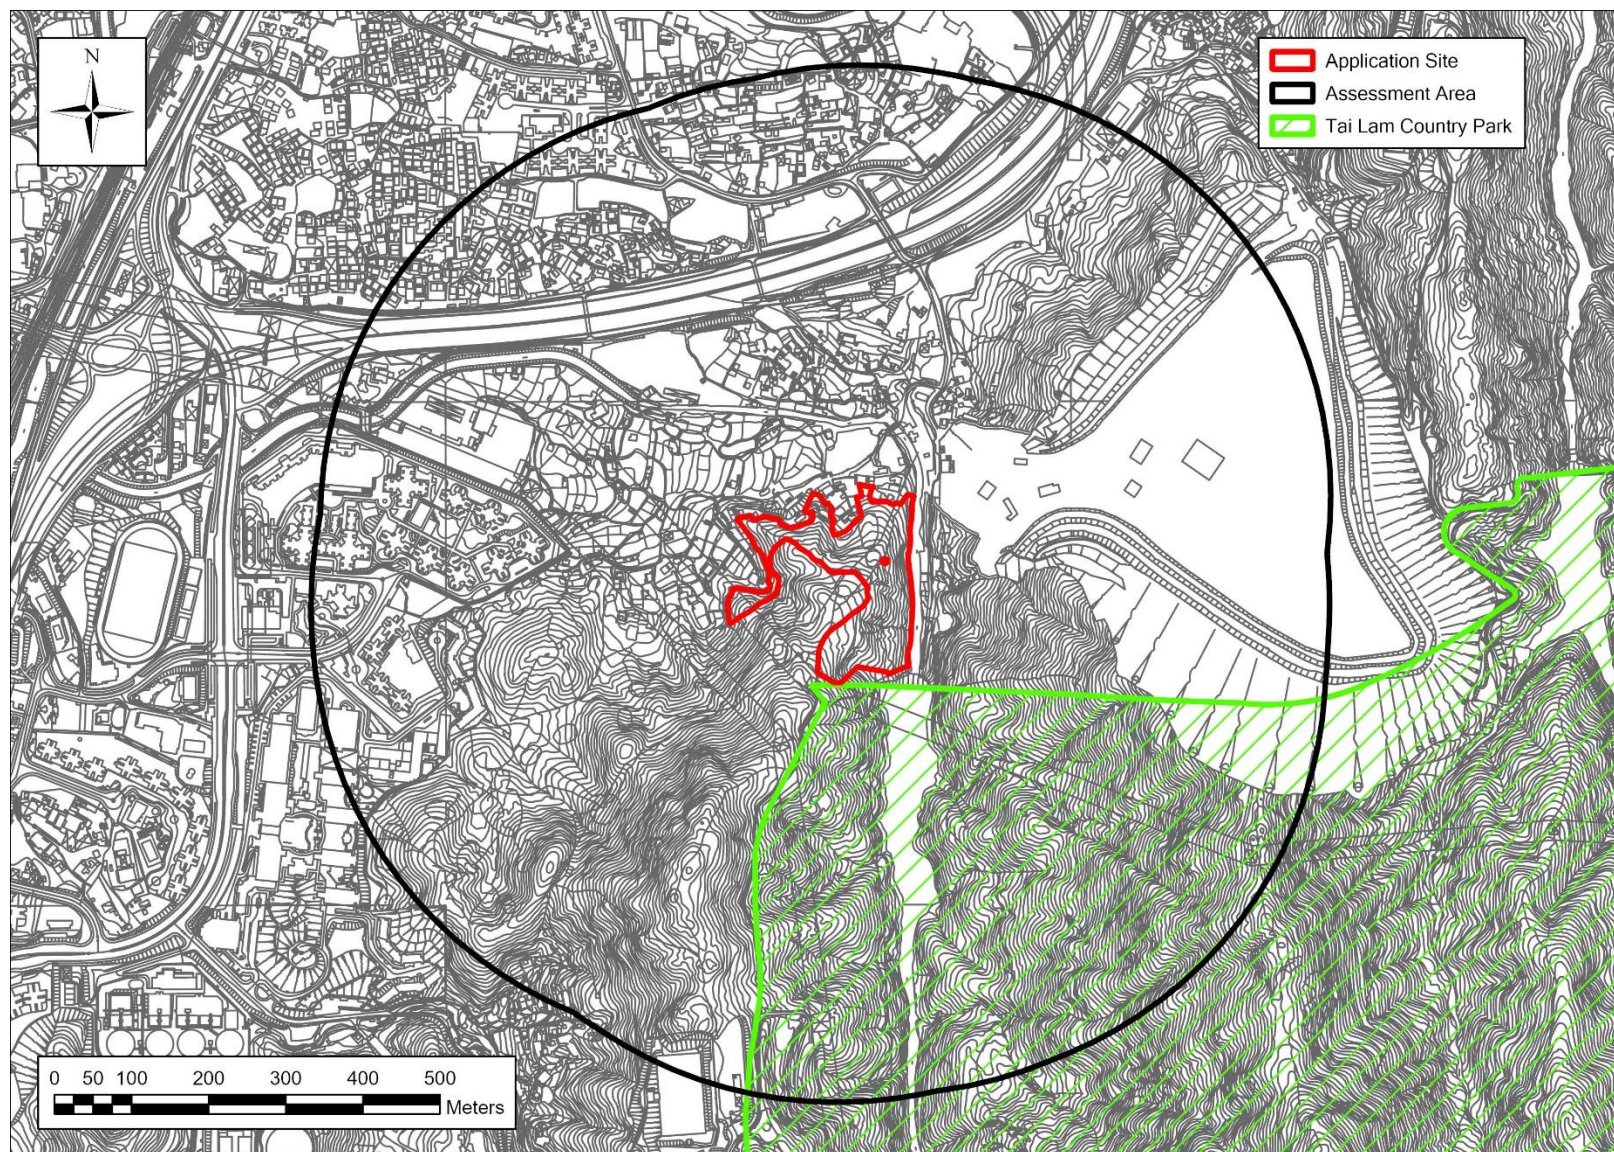 N
Application Site
Assessment Area
Tai Lam Country Park
0 50 100 200 300 400 500
Meters